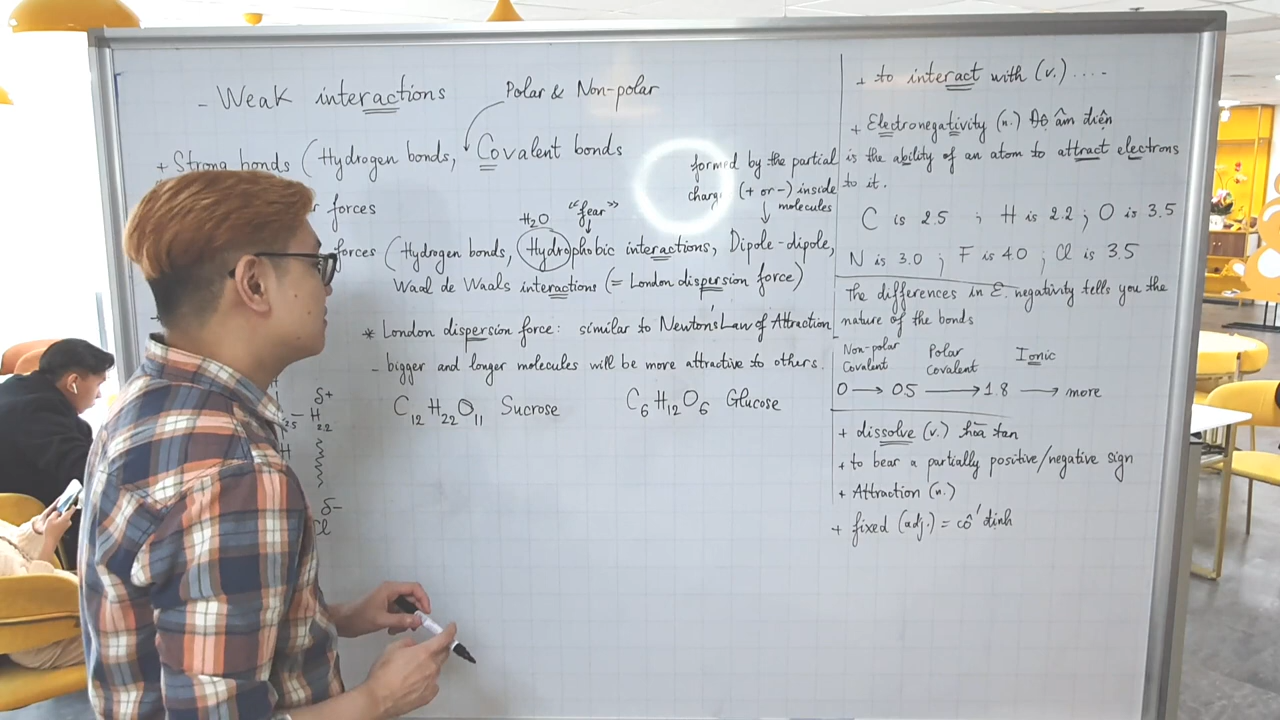 - Weak interactions
Polar & Non-polar
+ Strong bonds (Hydrogen bonds, Covalent bonds
forces
H₂O "fear"
forces (Hydrogen bonds, Hydrophobic interactions, Dipole-dipole,
Waal de Waals interactions (= London dispersion force)
formed by the partial
charg (+ or -) inside
molecules
* London dispersion force: similar to Newton's Law of Attraction
- bigger and longer molecules will be more attractive to others.
C₁₂H₂₂O₁₁ Sucrose
C₆H₁₂O₆ Glucose
δ+
H
2.2
δ-
Cl
+ to interact with (v.) ....
+ Electronegativity (n.) Độ âm điện
is the ability of an atom to attract electrons
to it.
C is 2.5 ; H is 2.2 ; O is 3.5
N is 3.0 ; F is 4.0 ; Cl is 3.5
The differences in E. negativity tells you the
nature of the bonds
Non-polar Covalent
Polar Covalent
Ionic
0 → 0.5 → 1.8 → more
+ dissolve (v.) hòa tan
+ to bear a partially positive/negative sign
+ Attraction (n.)
+ fixed (adj.) = cố định